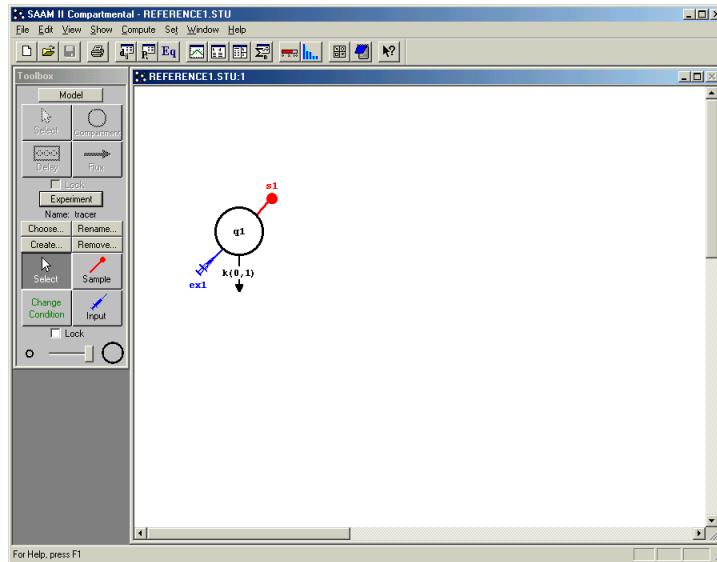 SAAM II Compartmental - REFERENCE1.STU
File Edit View Show Compute Set Window Help
Eq
Toolbox
REFERENCE1.STU:1
Model
Select
Compartment
Delay
Flux
Lock
Experiment
Name: tracer
Choose... Rename...
Create... Remove...
Select
Sample
Change
Condition
Input
Lock
s1
q1
k(0,1)
ex1
For Help, press F1